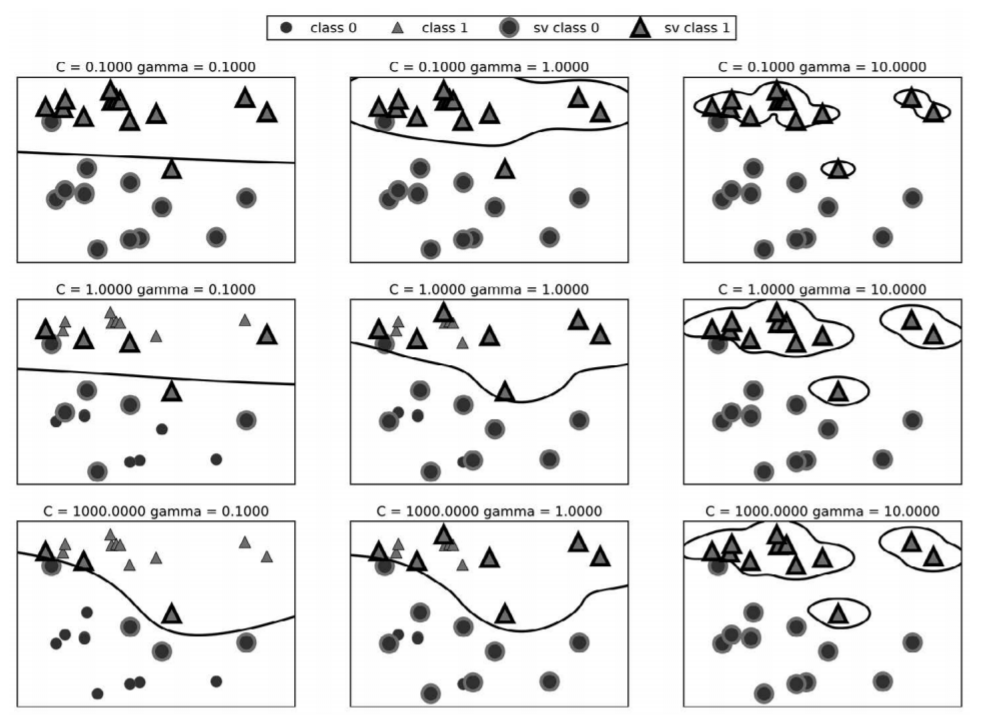 class 0 class 1 sv class 0 sv class 1
C = 0.1000 gamma = 0.1000
C = 0.1000 gamma = 1.0000
C = 0.1000 gamma = 10.0000
C = 1.0000 gamma = 0.1000
C = 1.0000 gamma = 1.0000
C = 1.0000 gamma = 10.0000
C = 1000.0000 gamma = 0.1000
C = 1000.0000 gamma = 1.0000
C = 1000.0000 gamma = 10.0000